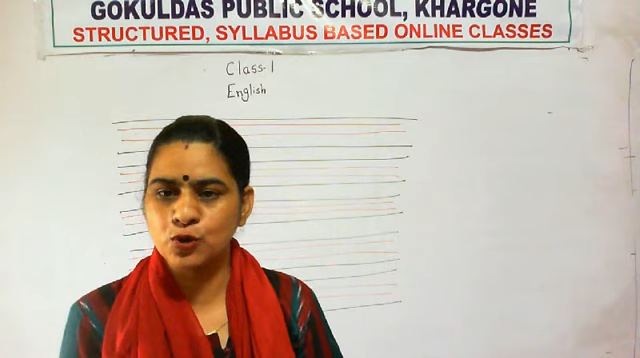 GOKULDAS PUBLIC SCHOOL, KHARGONE
STRUCTURED, SYLLABUS BASED ONLINE CLASSES
Class-1
English